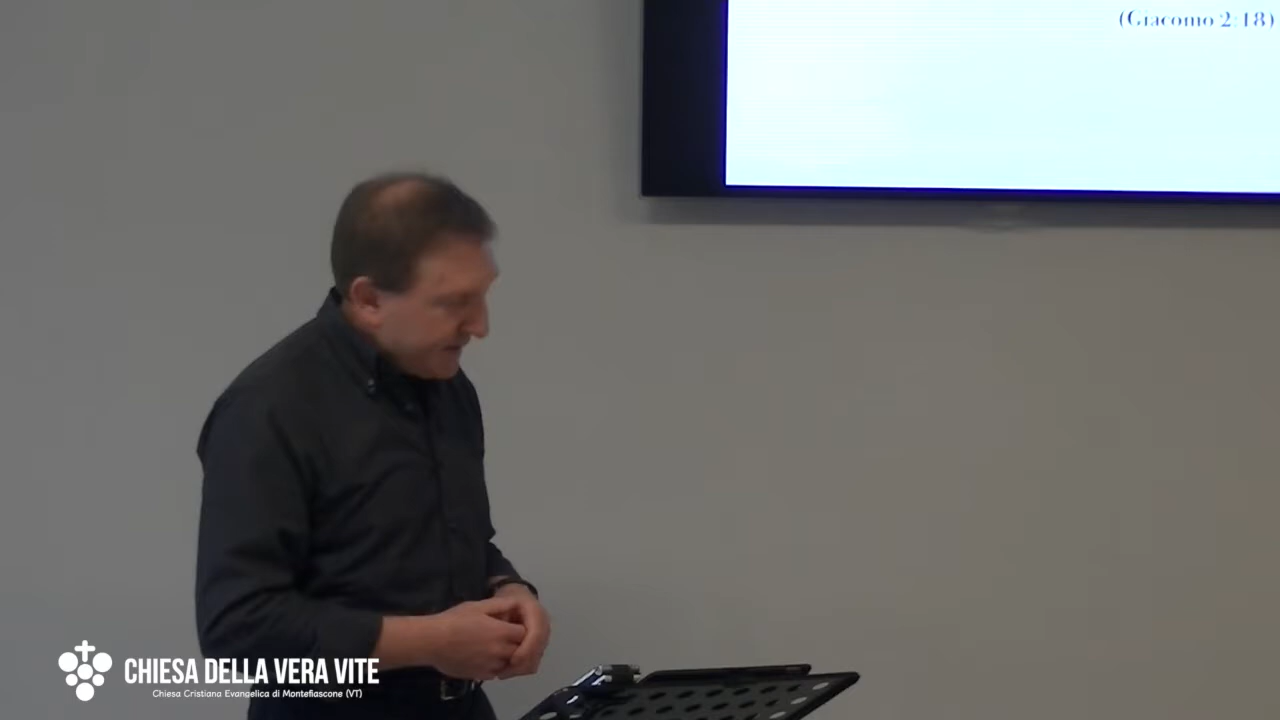 (Giacomo 2:18)
CHIESA DELLA VERA VITE
Chiesa Cristiana Evangelica di Montefiascone (VT)